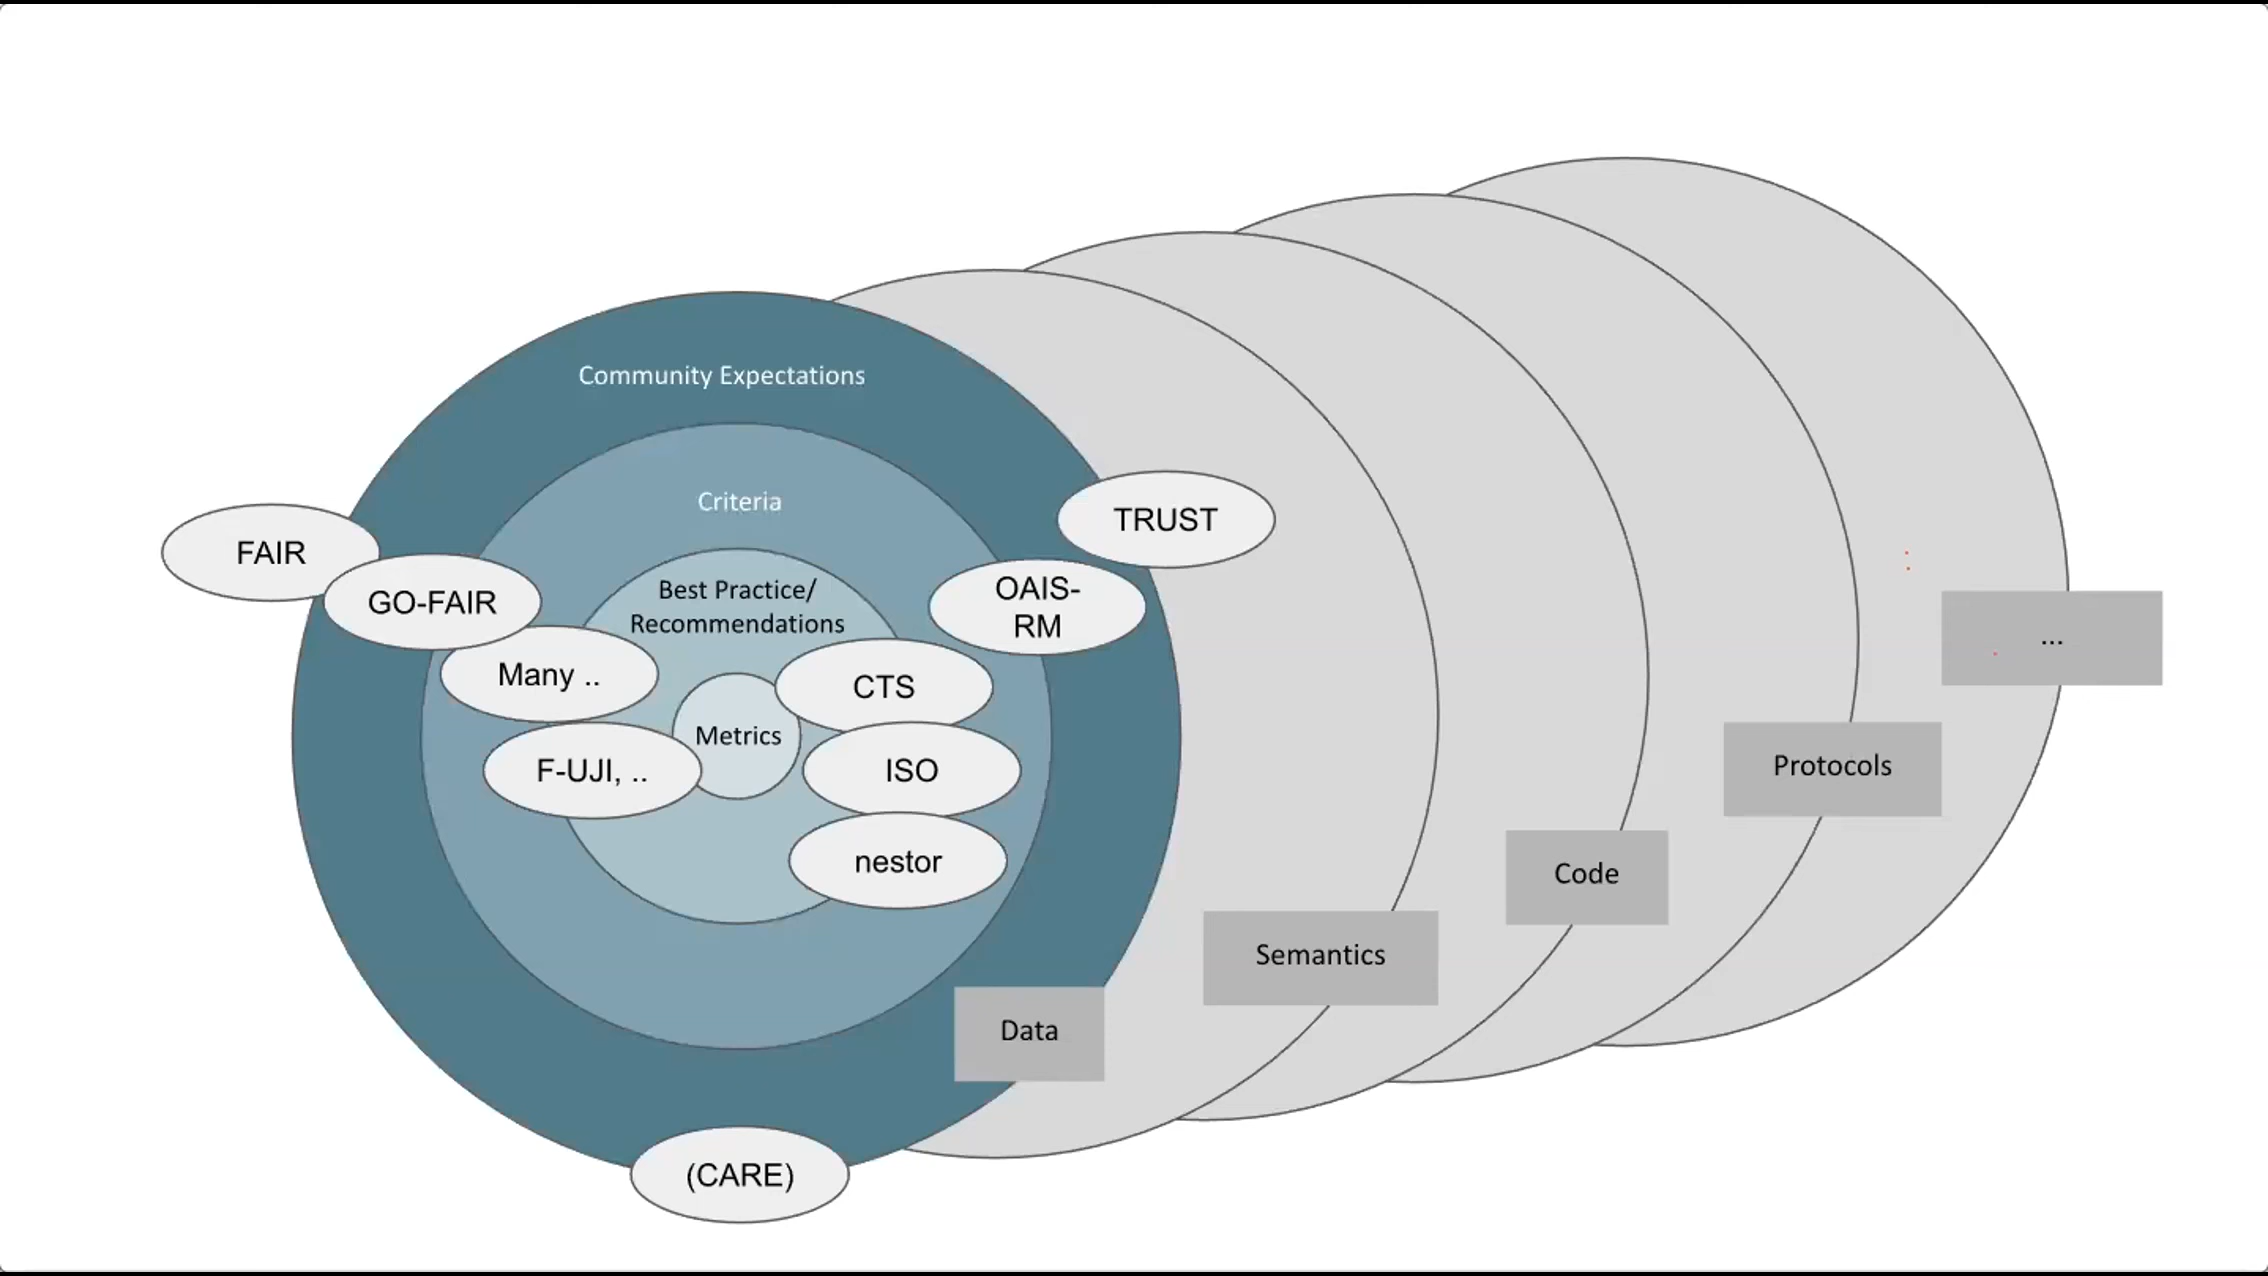 Community Expectations
Criteria
TRUST
FAIR
GO-FAIR
Best Practice/
Recommendations
OAIS-
RM
Many ..
CTS
Metrics
F-UJI, ..
ISO
nestor
...
Protocols
Code
Semantics
Data
(CARE)